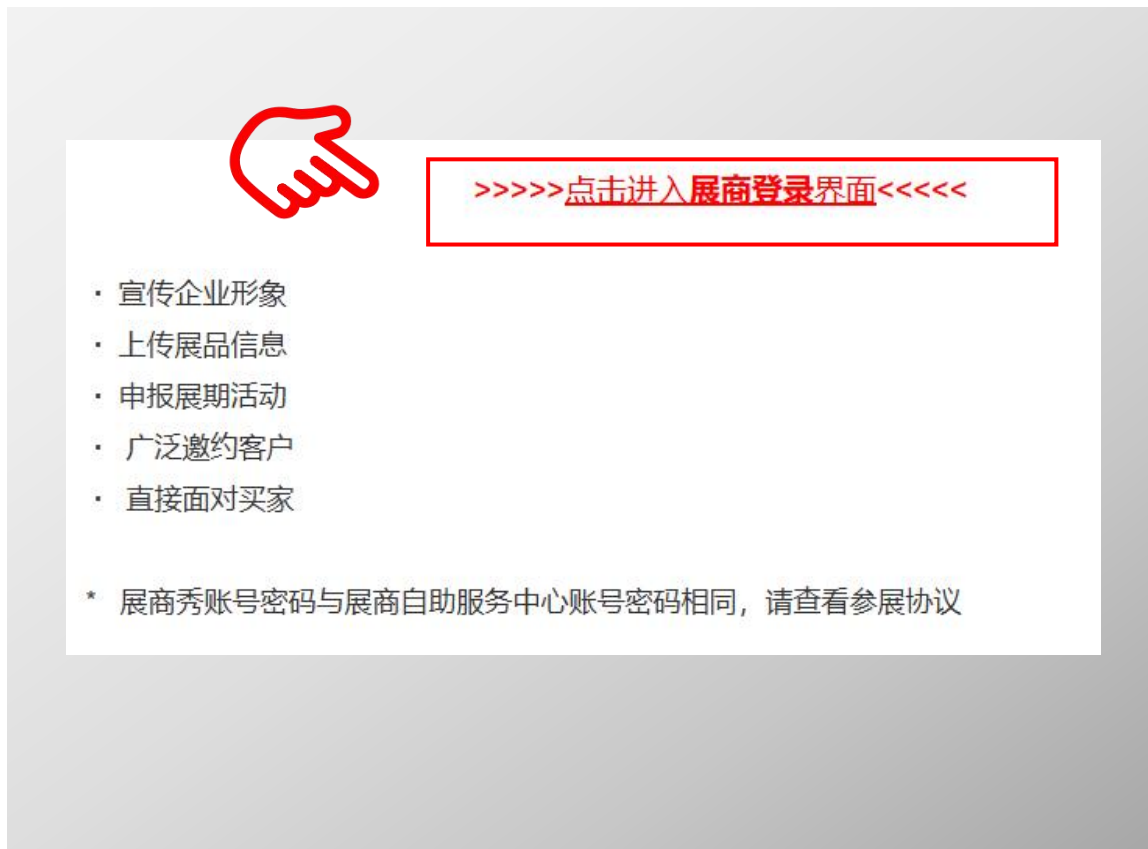 >>>>>点击进入展商登录界面<<<<<
· 宣传企业形象
· 上传展品信息
· 申报展期活动
· 广泛邀约客户
· 直接面对买家
* 展商秀账号密码与展商自助服务中心账号密码相同，请查看参展协议